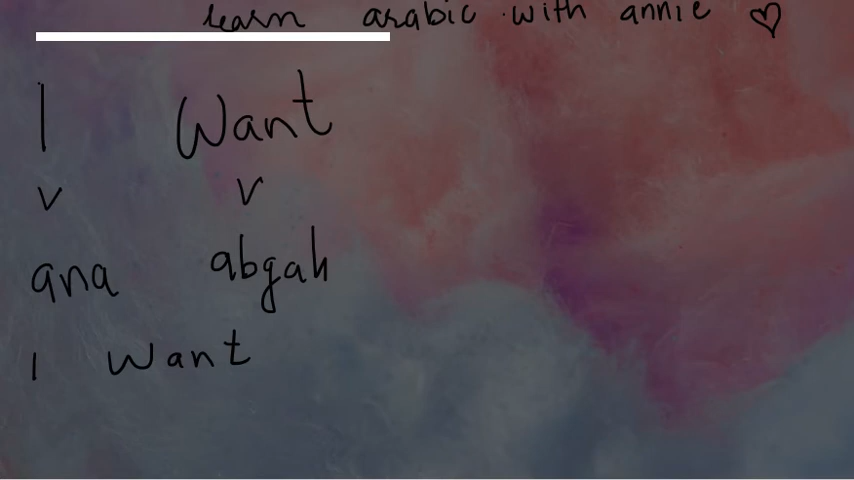 learn arabic with annie ♡
I Want
v v
ana abgah
I want